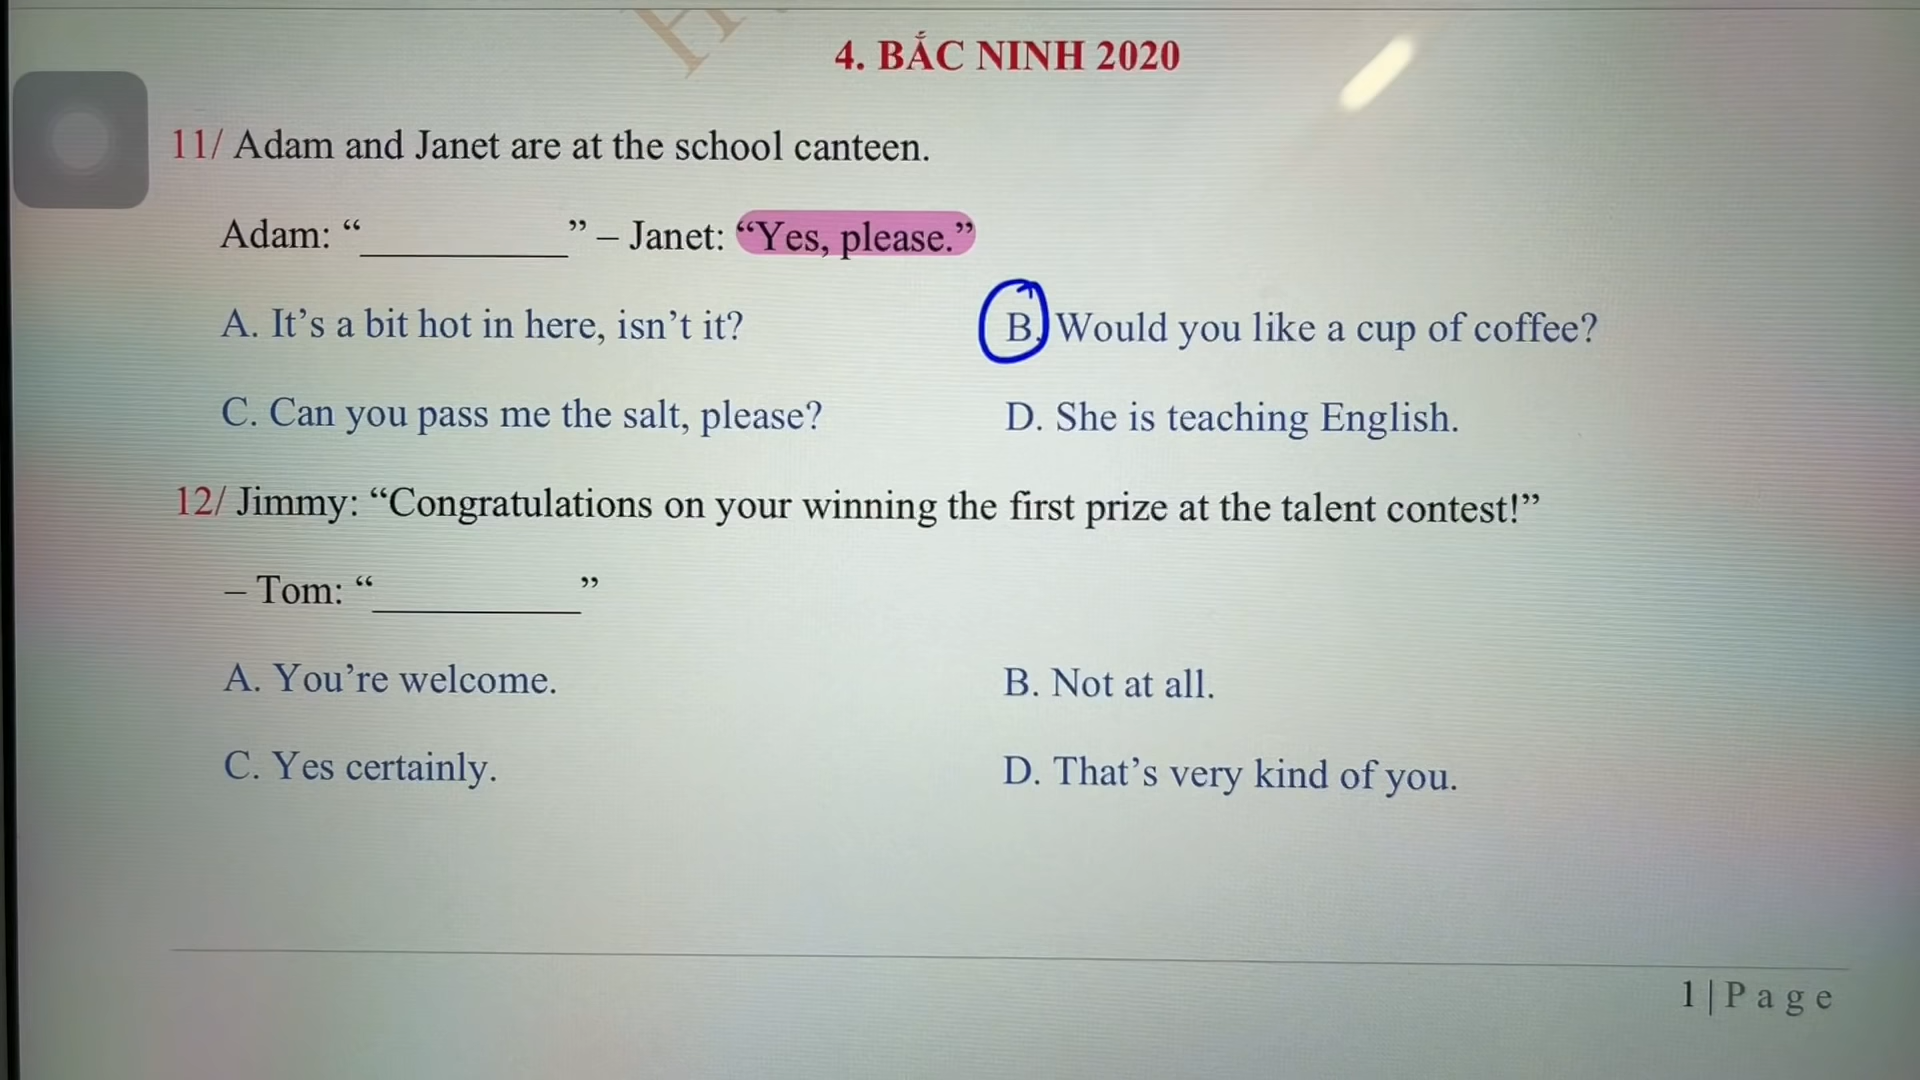 4. BẮC NINH 2020
11/ Adam and Janet are at the school canteen.
Adam: “__________” – Janet: “Yes, please.”
A. It’s a bit hot in here, isn’t it? B. Would you like a cup of coffee?
C. Can you pass me the salt, please? D. She is teaching English.
12/ Jimmy: “Congratulations on your winning the first prize at the talent contest!”
– Tom: “__________”
A. You’re welcome. B. Not at all.
C. Yes certainly. D. That’s very kind of you.
1 | P a g e